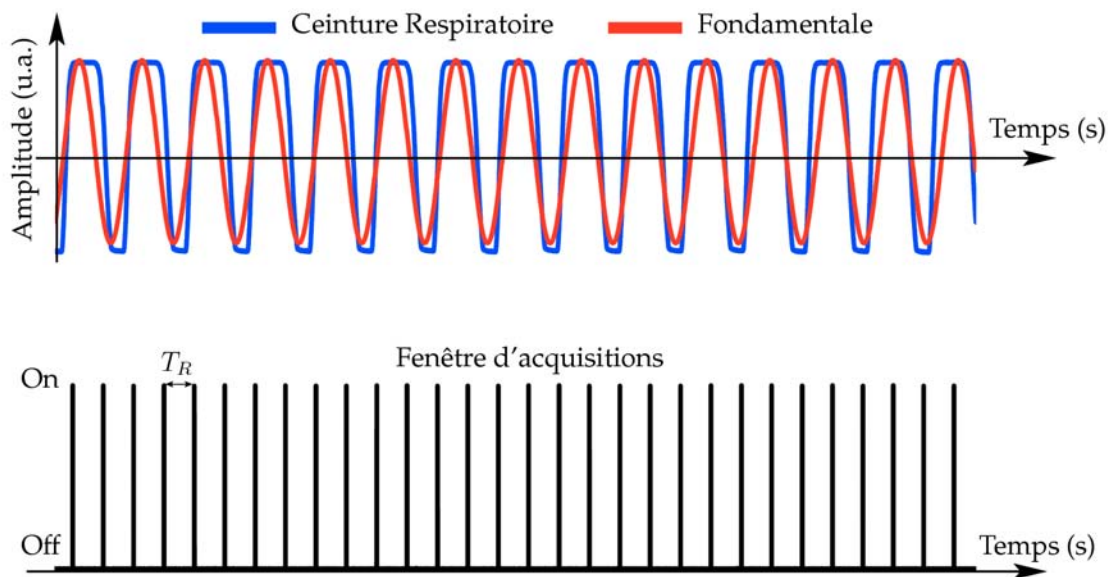 Ceinture Respiratoire
Fondamentale
Amplitude (u.a.)
Temps (s)
Fenêtre d'acquisitions
T_R
On
Off
Temps (s)